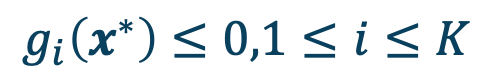 gᵢ(x*) ≤ 0,1 ≤ i ≤ K